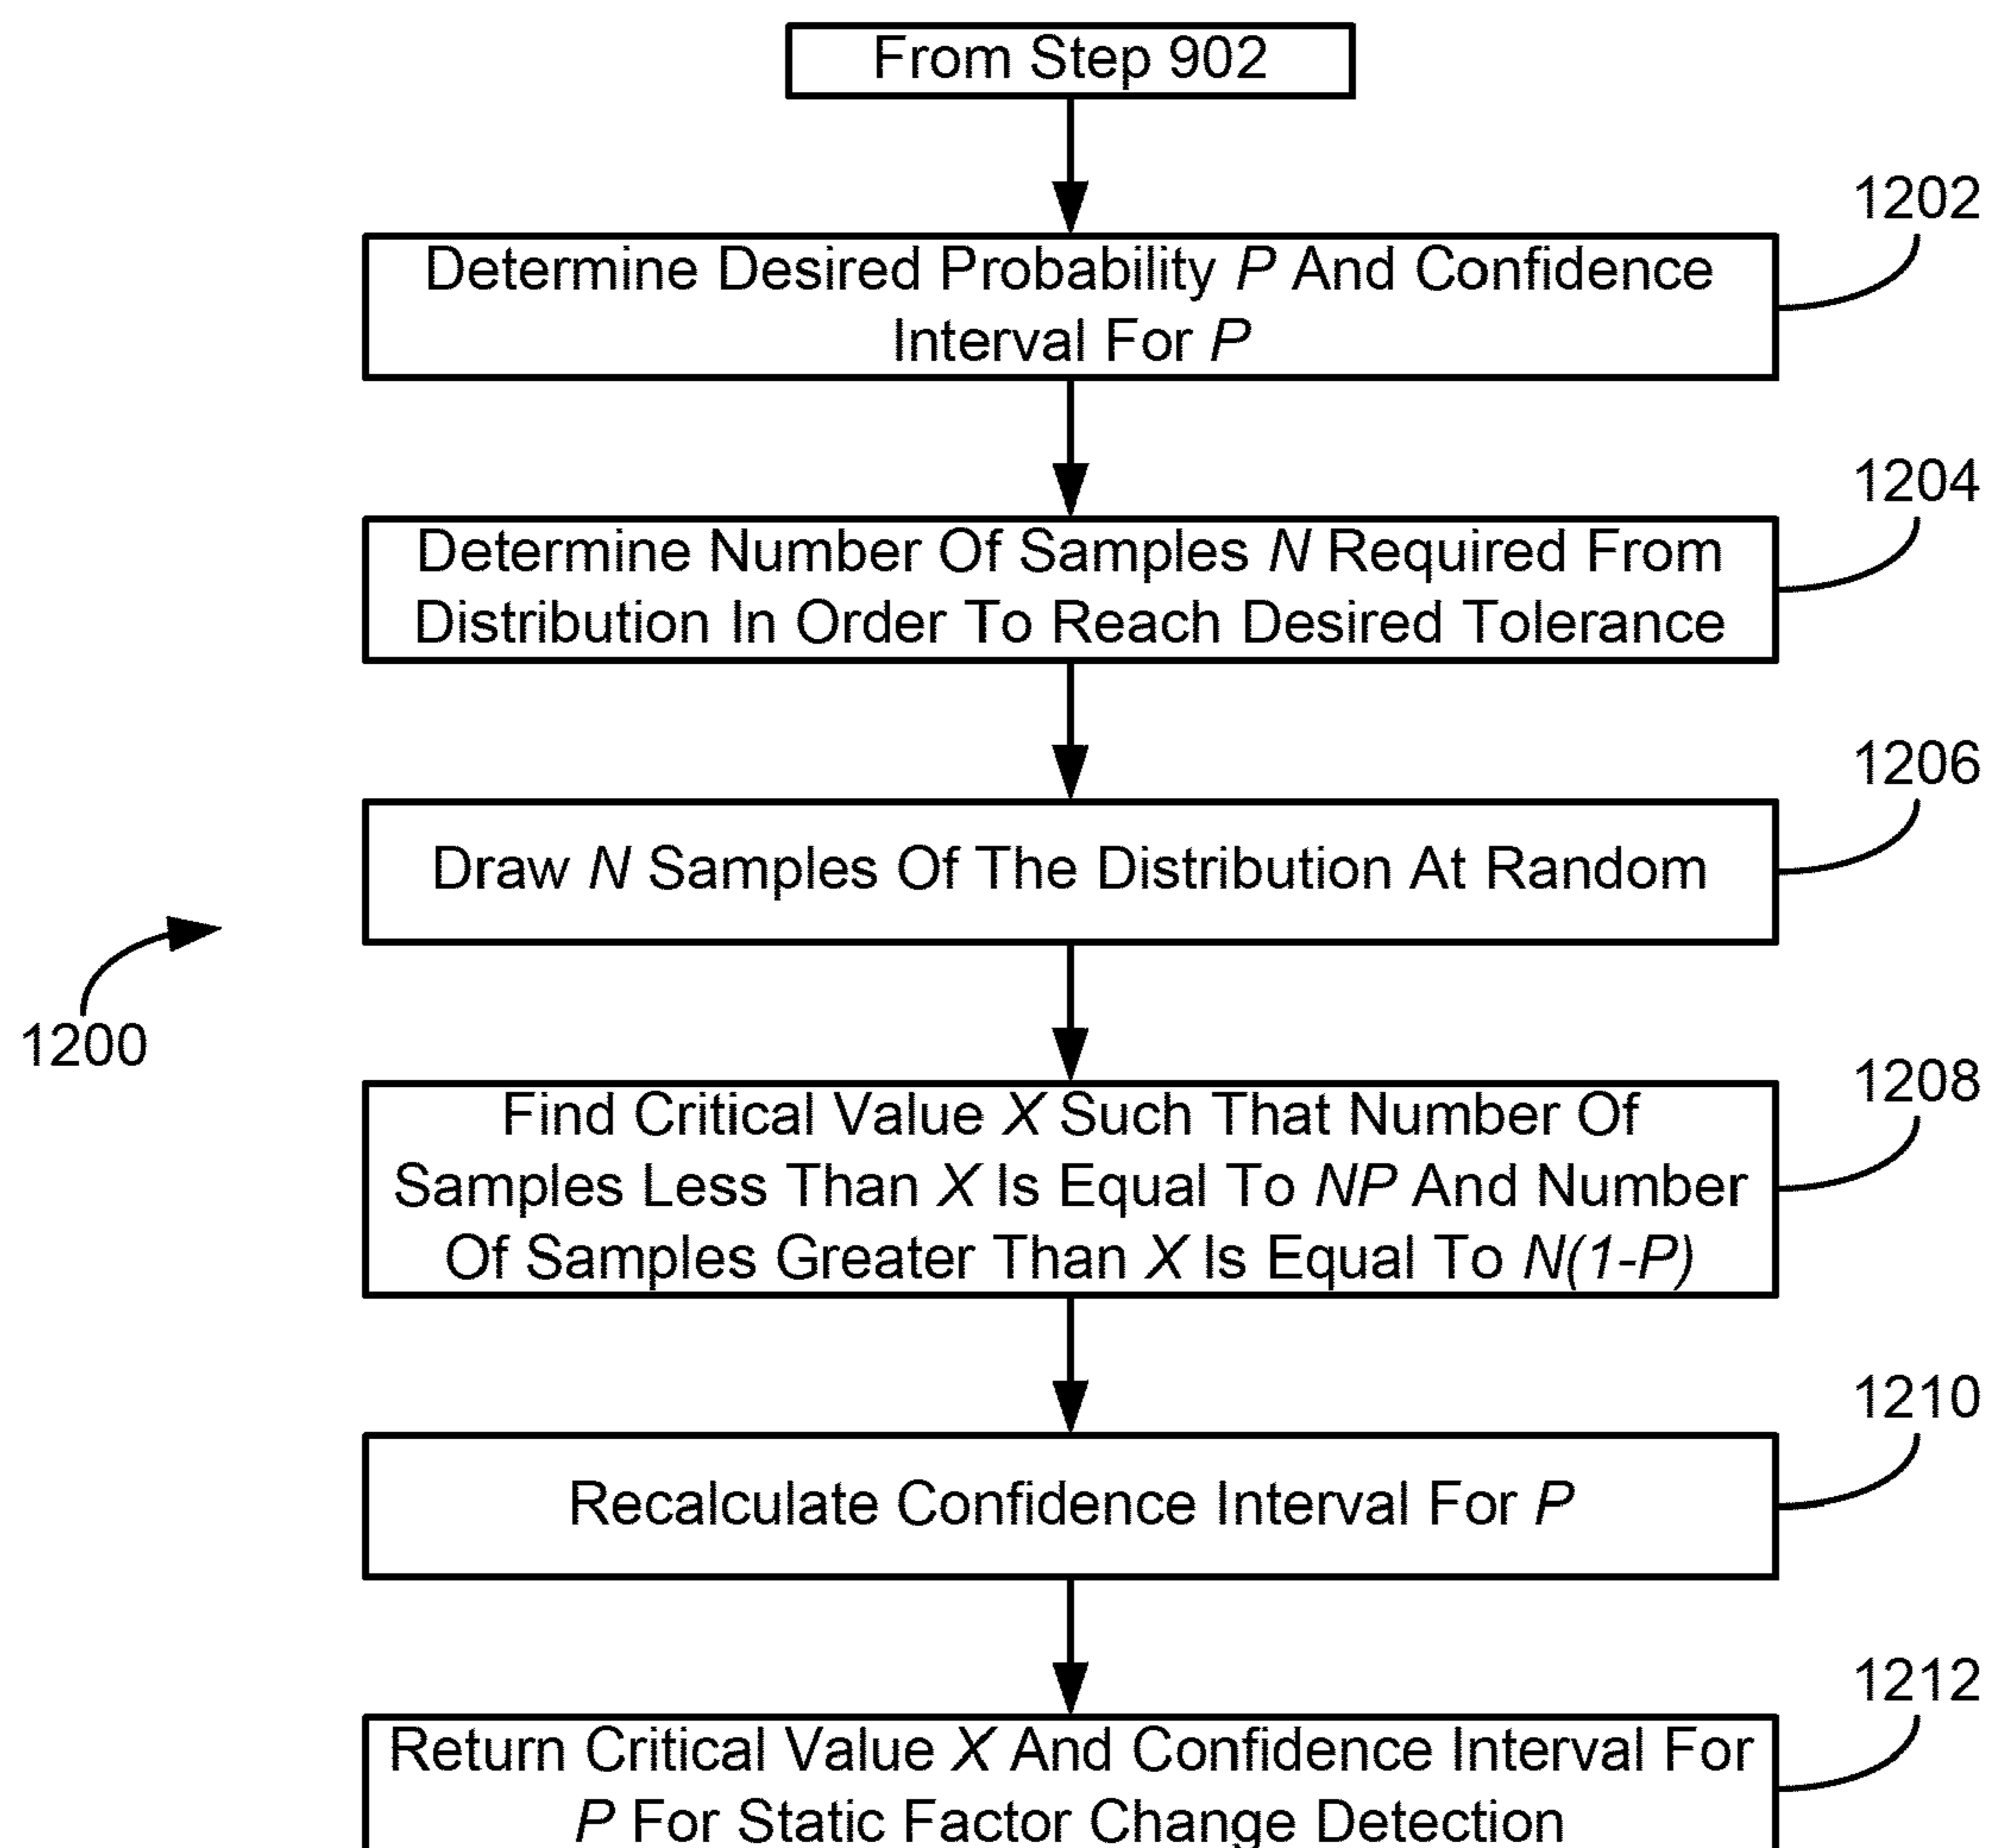 From Step 902
1202
Determine Desired Probability P And Confidence
Interval For P
1204
Determine Number Of Samples N Required From
Distribution In Order To Reach Desired Tolerance
1206
Draw N Samples Of The Distribution At Random
1200
1208
Find Critical Value X Such That Number Of
Samples Less Than X Is Equal To NP And Number
Of Samples Greater Than X Is Equal To N(1-P)
1210
Recalculate Confidence Interval For P
1212
Return Critical Value X And Confidence Interval For
P For Static Factor Change Detection